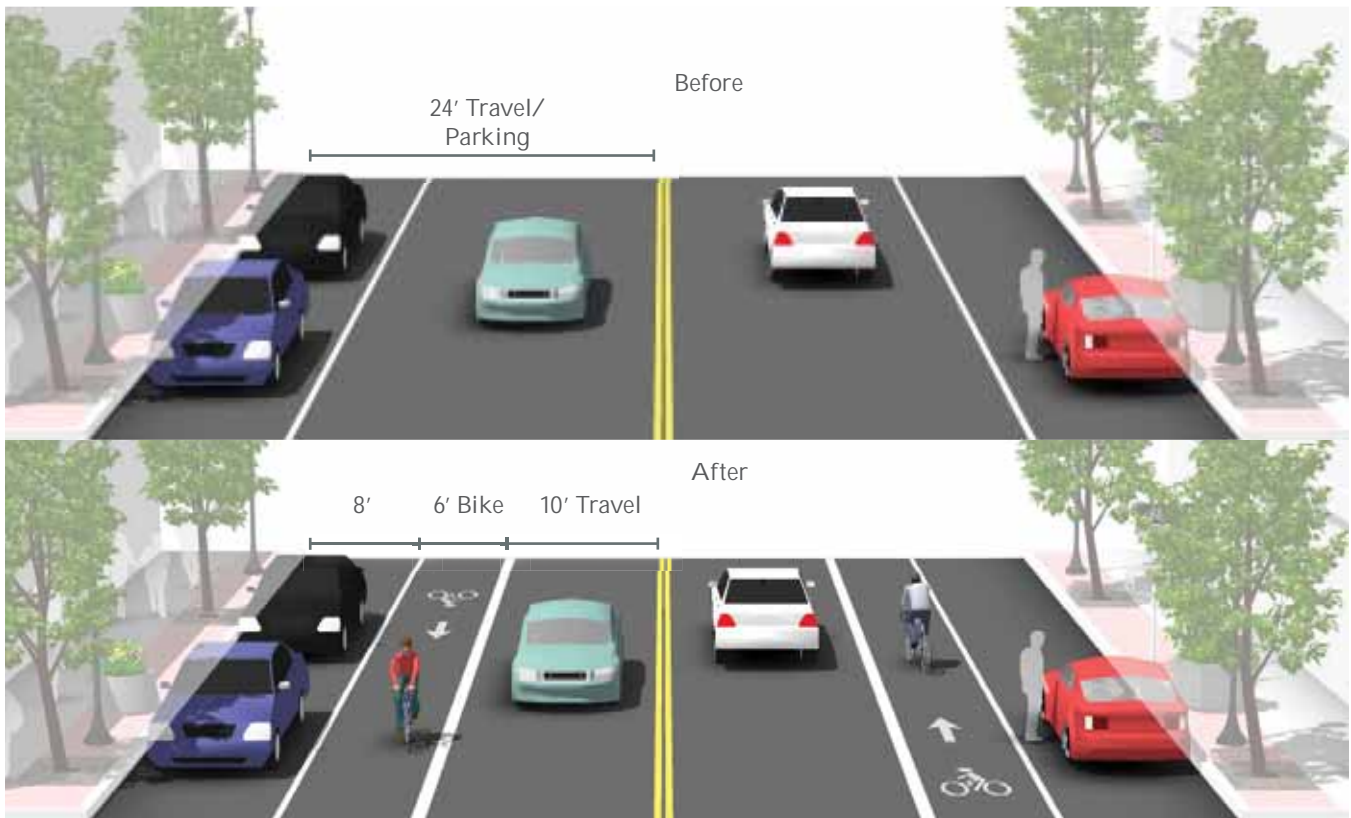 Before
24′ Travel/
Parking
After
8′
6′ Bike
10′ Travel